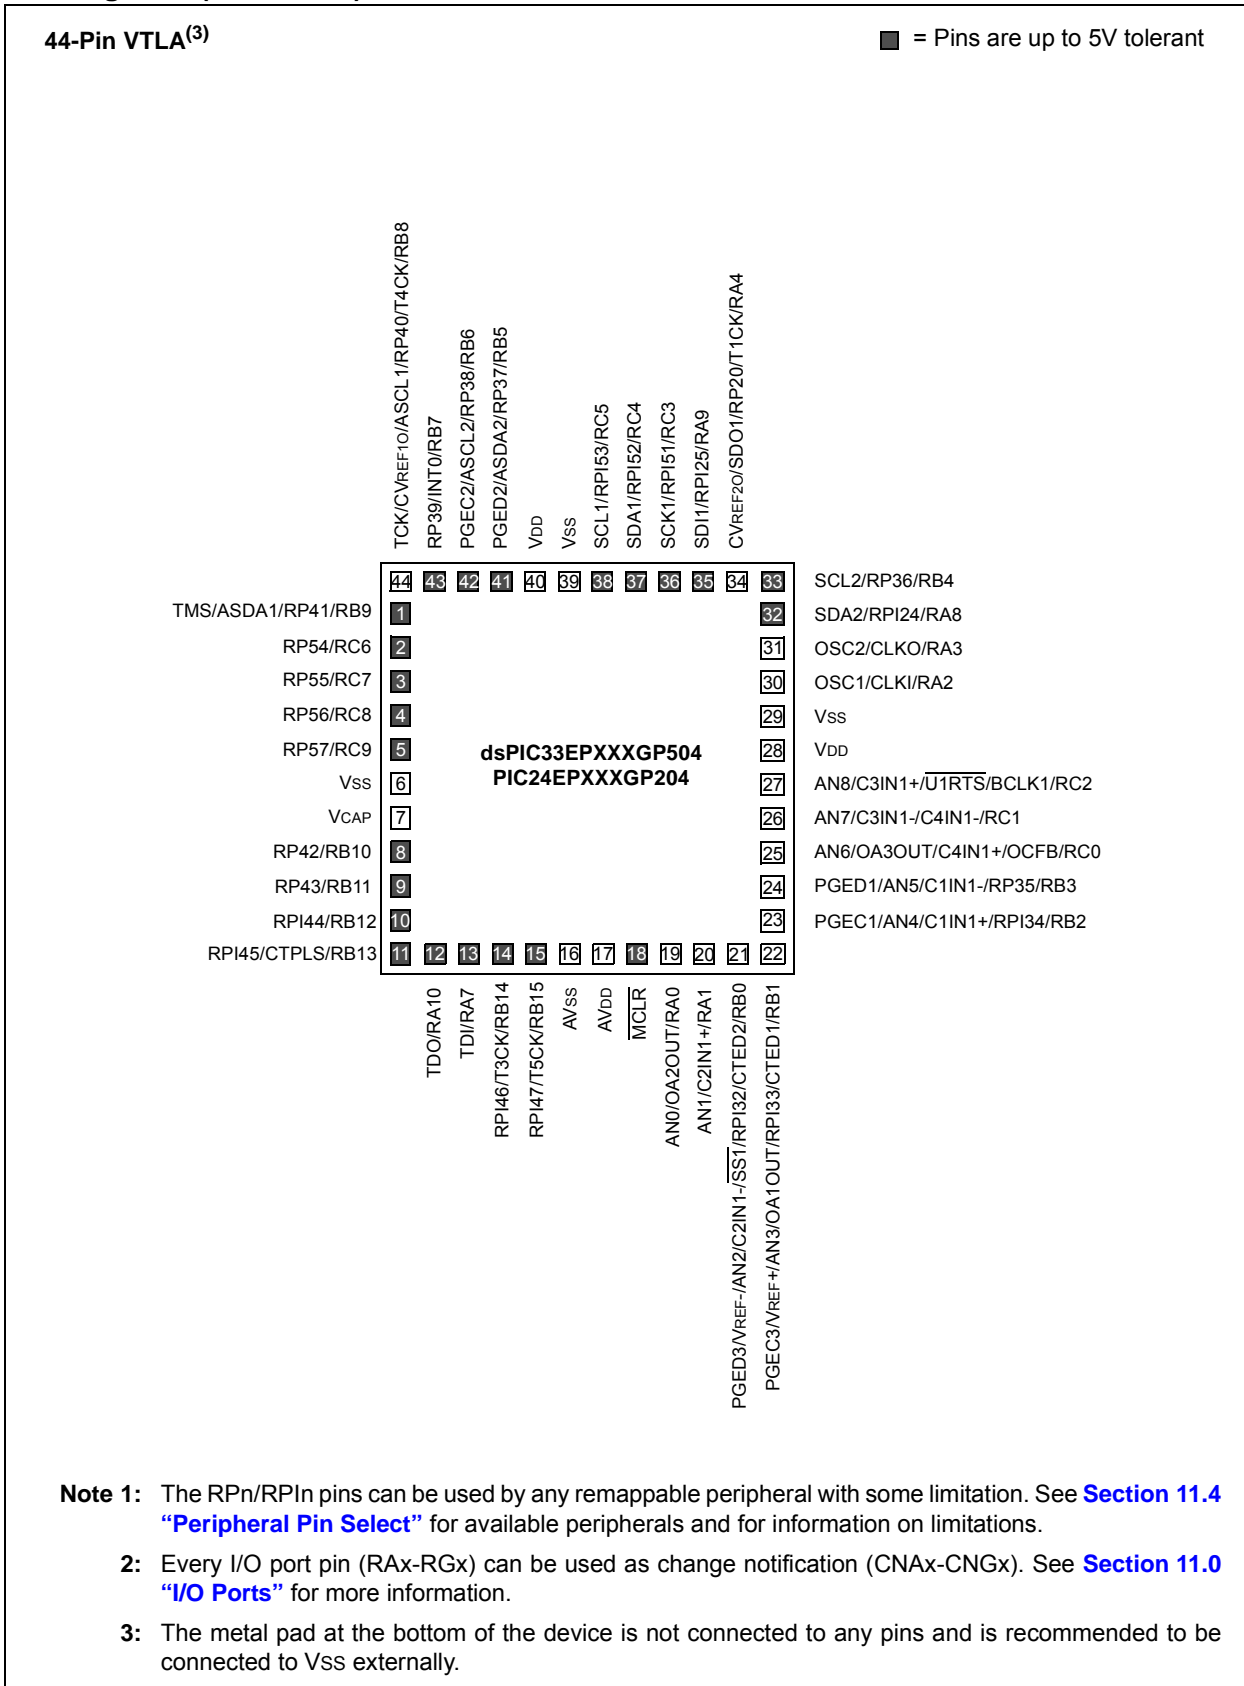 44-Pin VTLA(3)
= Pins are up to 5V tolerant
TCK/CVREF1O/ASCL1/RP40/T4CK/RB8
RP39/INT0/RB7
PGEC2/ASCL2/RP38/RB6
PGED2/ASDA2/RP37/RB5
VDD
VSS
SCL1/RPI53/RC5
SDA1/RPI52/RC4
SCK1/RPI51/RC3
SDI1/RPI25/RA9
CVREF2O/SDO1/RP20/T1CK/RA4
44 43 42 41 40 39 38 37 36 35 34 33 SCL2/RP36/RB4
TMS/ASDA1/RP41/RB9 1 32 SDA2/RPI24/RA8
RP54/RC6 2 31 OSC2/CLKO/RA3
RP55/RC7 3 30 OSC1/CLKI/RA2
RP56/RC8 4 29 VSS
RP57/RC9 5 dsPIC33EPXXXGP504 28 VDD
VSS 6 PIC24EPXXXGP204 27 AN8/C3IN1+/U1RTS/BCLK1/RC2
VCAP 7 26 AN7/C3IN1-/C4IN1-/RC1
RP42/RB10 8 25 AN6/OA3OUT/C4IN1+/OCFB/RC0
RP43/RB11 9 24 PGED1/AN5/C1IN1-/RP35/RB3
RPI44/RB12 10 23 PGEC1/AN4/C1IN1+/RPI34/RB2
RPI45/CTPLS/RB13 11 12 13 14 15 16 17 18 19 20 21 22
TDO/RA10
TDI/RA7
RPI46/T3CK/RB14
RPI47/T5CK/RB15
AVSS
AVDD
MCLR
AN0/OA2OUT/RA0
AN1/C2IN1+/RA1
PGED3/VREF-/AN2/C2IN1-/SS1/RPI32/CTED2/RB0
PGEC3/VREF+/AN3/OA1OUT/RPI33/CTED1/RB1
Note 1: The RPn/RPIn pins can be used by any remappable peripheral with some limitation. See Section 11.4
“Peripheral Pin Select” for available peripherals and for information on limitations.
2: Every I/O port pin (RAx-RGx) can be used as change notification (CNAx-CNGx). See Section 11.0
“I/O Ports” for more information.
3: The metal pad at the bottom of the device is not connected to any pins and is recommended to be
connected to VSS externally.